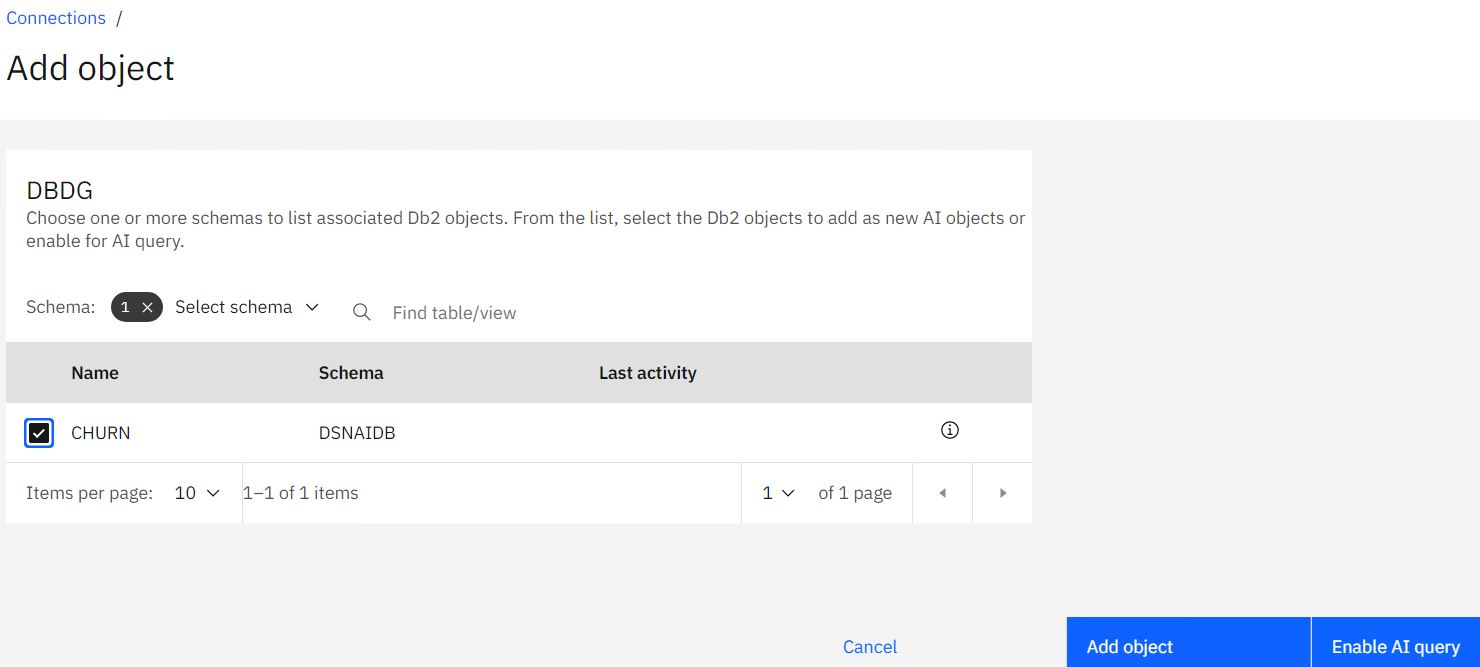 Connections /
Add object
DBDG
Choose one or more schemas to list associated Db2 objects. From the list, select the Db2 objects to add as new AI objects or
enable for AI query.
Schema: 1 Select schema Find table/view
Name Schema Last activity
CHURN DSNAIDB
Items per page: 10 1–1 of 1 items 1 of 1 page
Cancel Add object Enable AI query